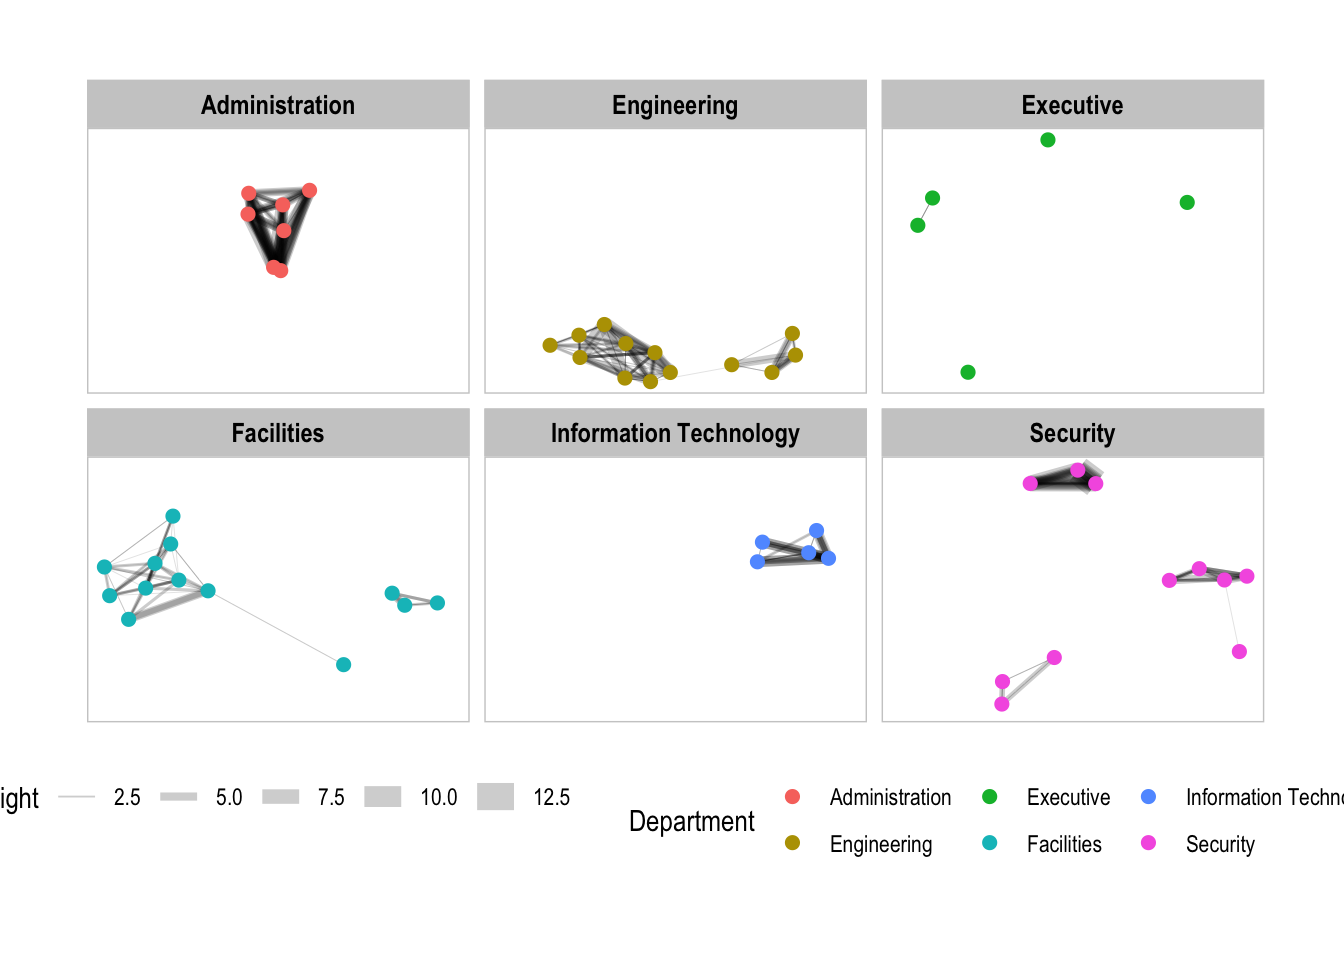 Administration
Engineering
Executive
Facilities
Information Technology
Security
2.5 5.0 7.5 10.0 12.5
Department
Administration Executive Information
Engineering Facilities Security